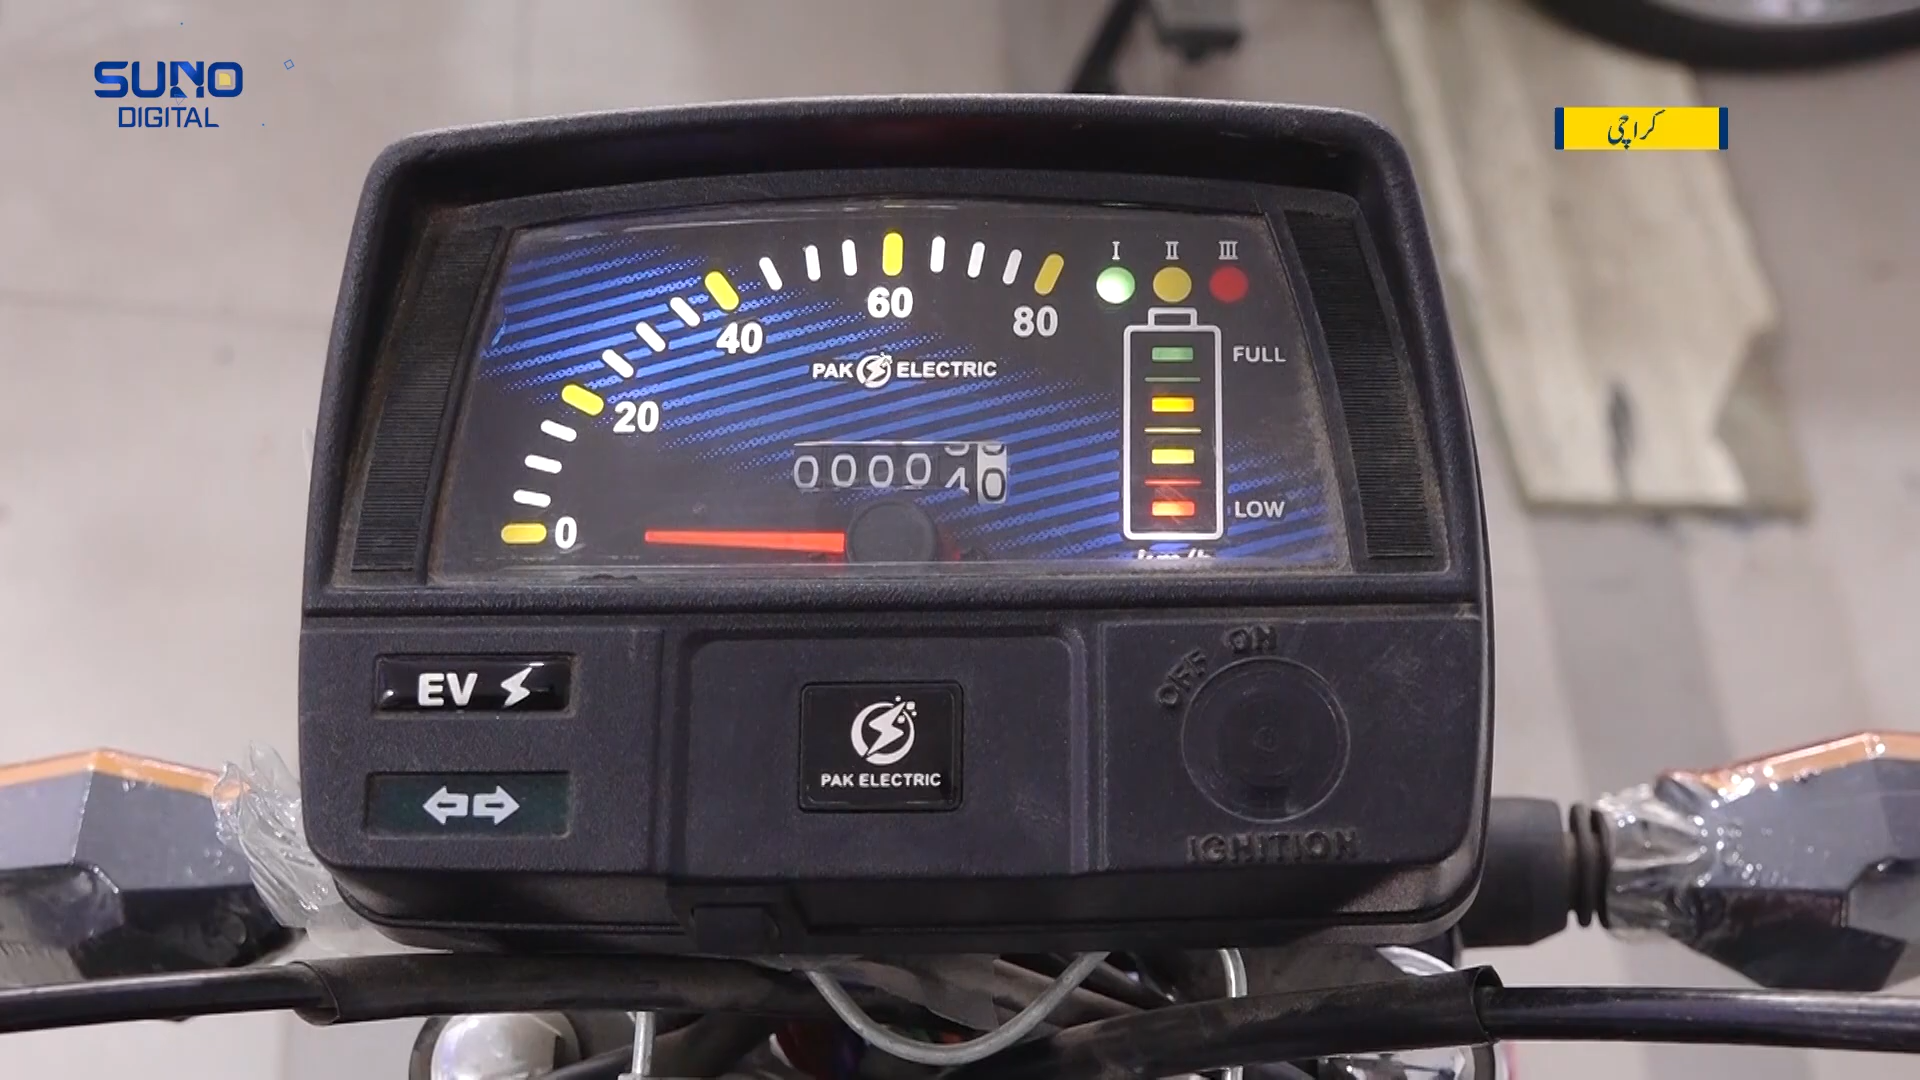 SUNO
DIGITAL
کراچی
I II III
0 20 40 60 80
PAK ELECTRIC
FULL
LOW
km/h
EV
PAK ELECTRIC
OFF ON
IGNITION